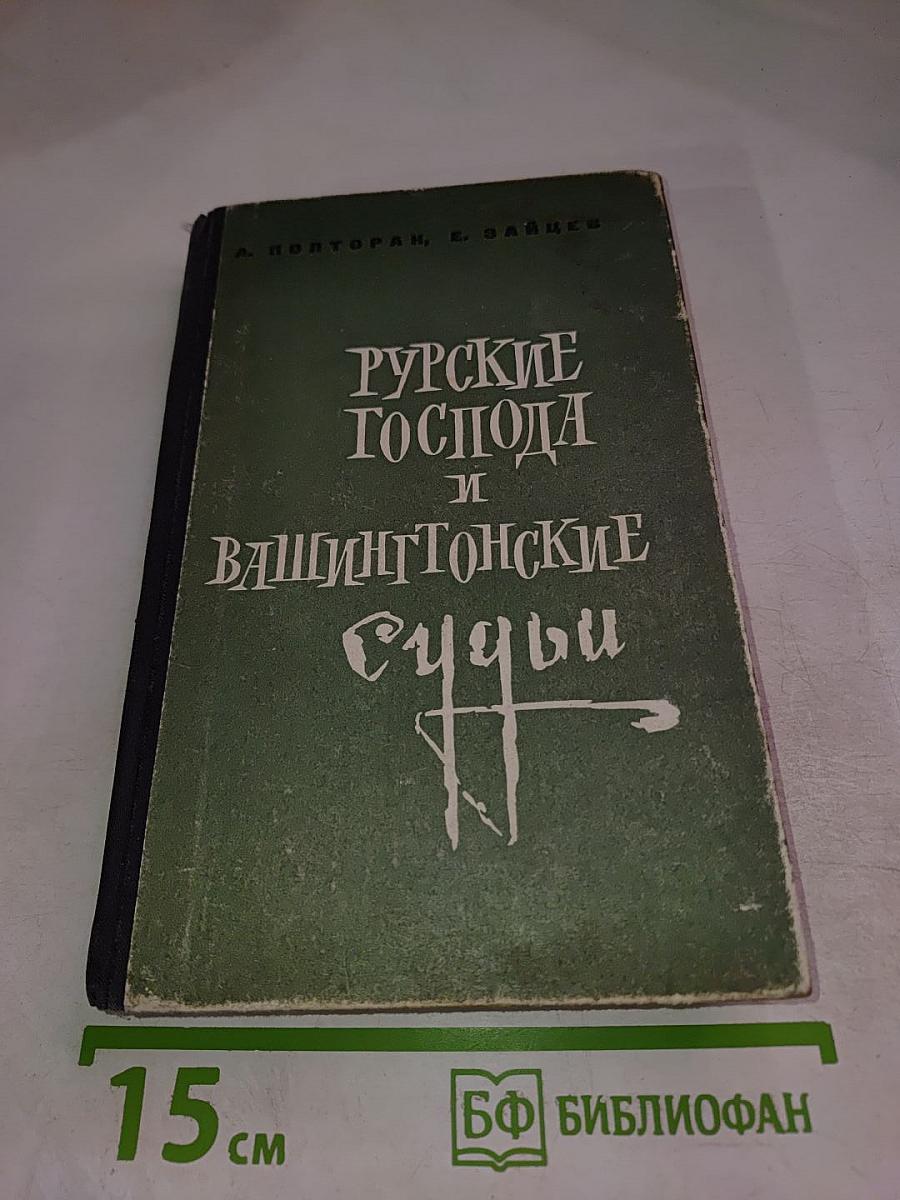 А. ПОЛТОРАК, Е. ЗАЙЦЕВ
РУРСКИЕ
ГОСПОДА
И
ВАШИНГТОНСКИЕ
судьи
15 см
БФ БИБЛИОФАН